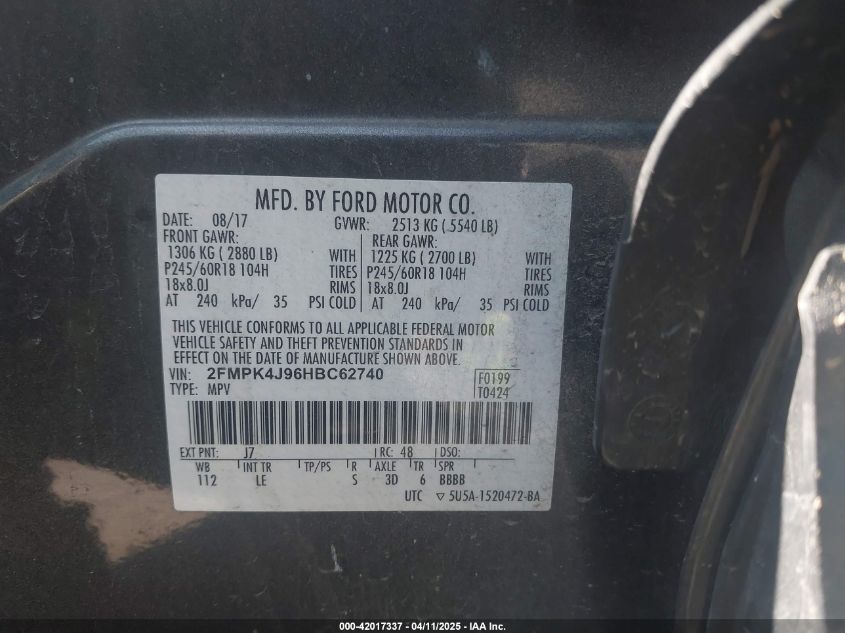 MFD. BY FORD MOTOR CO.
DATE: 08/17 GVWR: 2513 KG ( 5540 LB)
FRONT GAWR: REAR GAWR:
1306 KG ( 2880 LB) WITH 1225 KG ( 2700 LB) WITH
P245/60R18 104H TIRES P245/60R18 104H TIRES
18x8.0J RIMS 18x8.0J RIMS
AT 240 kPa/ 35 PSI COLD AT 240 kPa/ 35 PSI COLD
THIS VEHICLE CONFORMS TO ALL APPLICABLE FEDERAL MOTOR
VEHICLE SAFETY AND THEFT PREVENTION STANDARDS IN
EFFECT ON THE DATE OF MANUFACTURE SHOWN ABOVE.
VIN: 2FMPK4J96HBC62740 F0199
TYPE: MPV T0424
EXT PNT: J7 RC: 48 DSO:
WB INT TR TP/PS R AXLE TR SPR
112 LE S 3D 6 BBBB
UTC ▽ 5U5A-1520472-BA
000-42017337 - 04/11/2025 - IAA Inc.